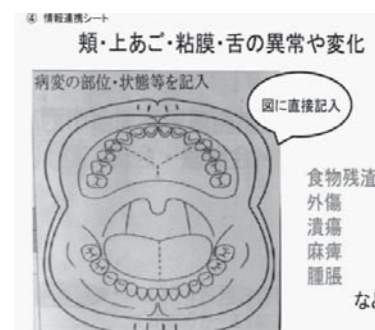 ④ 情報連携シート
頬・上あご・粘膜・舌の異常や変化
病変の部位・状態等を記入
図に直接記入
食物残渣
外傷
潰瘍
麻痺
腫脹
など